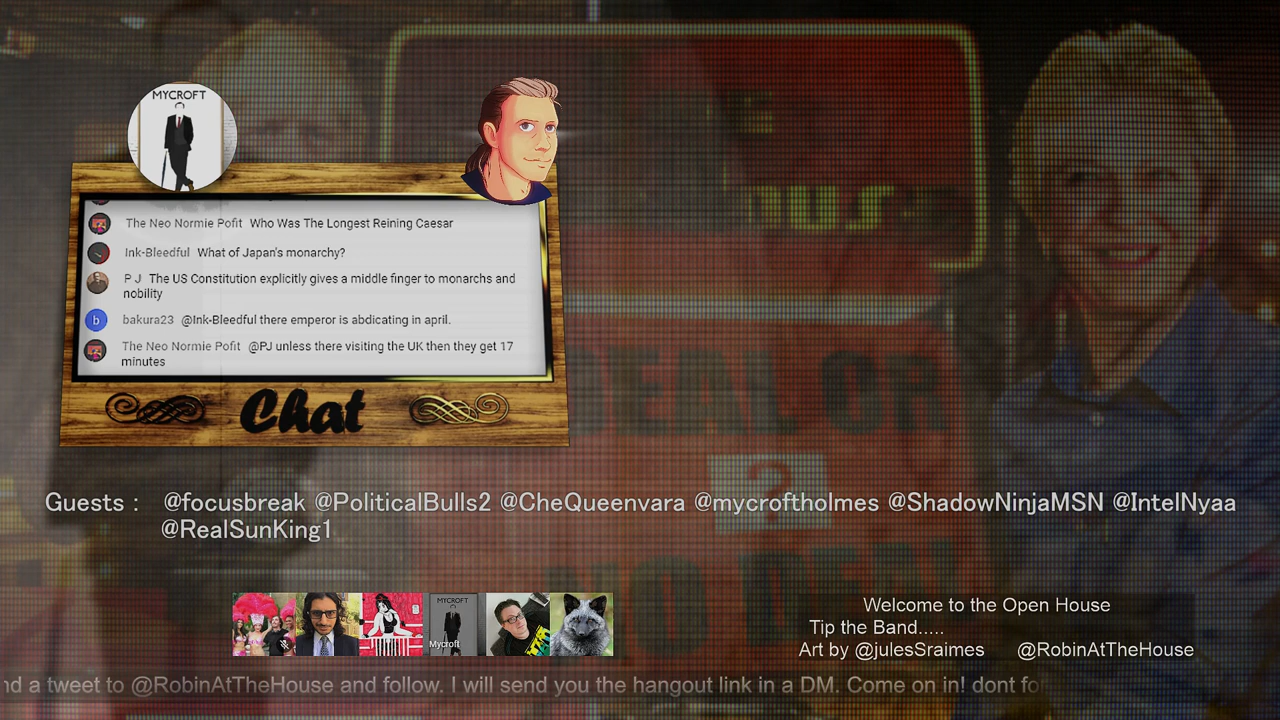 MYCROFT
The Neo Normie Pofit Who Was The Longest Reining Caesar
Ink-Bleedful What of Japan's monarchy?
P J The US Constitution explicitly gives a middle finger to monarchs and
nobility
b bakura23 @Ink-Bleedful there emperor is abdicating in april.
The Neo Normie Pofit @PJ unless there visiting the UK then they get 17
minutes
Chat
DEAL OR
?
NO DEAL
Guests : @focusbreak @PoliticalBulls2 @CheQueenvara @mycroftholmes @ShadowNinjaMSN @IntelNyaa
@RealSunKing1
MYCROFT
Mycroft
Welcome to the Open House
Tip the Band.....
Art by @julesSraimes @RobinAtTheHouse
nd a tweet to @RobinAtTheHouse and follow. I will send you the hangout link in a DM. Come on in! dont fo